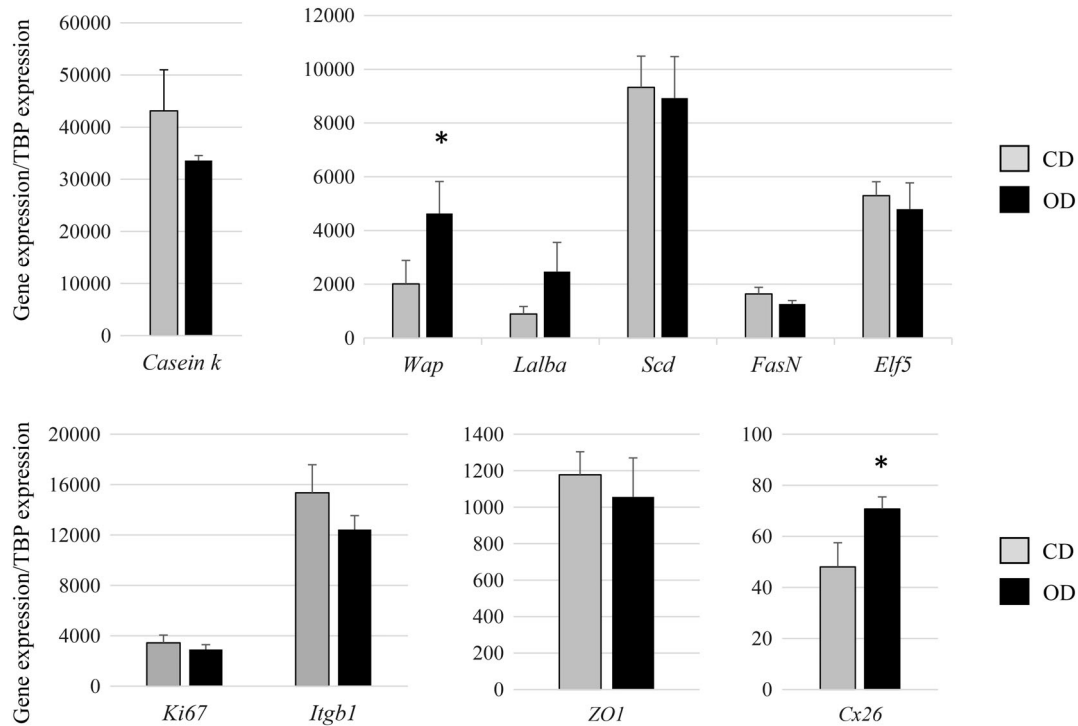 Gene expression/TBP expression
60000
50000
40000
30000
20000
10000
0
Casein k
12000
10000
8000
6000
4000
2000
0
*
Wap
Lalba
Scd
FasN
Elf5
CD
OD
Gene expression/TBP expression
20000
16000
12000
8000
4000
0
Ki67
Itgb1
1400
1200
1000
800
600
400
200
0
ZO1
100
80
60
40
20
0
*
Cx26
CD
OD